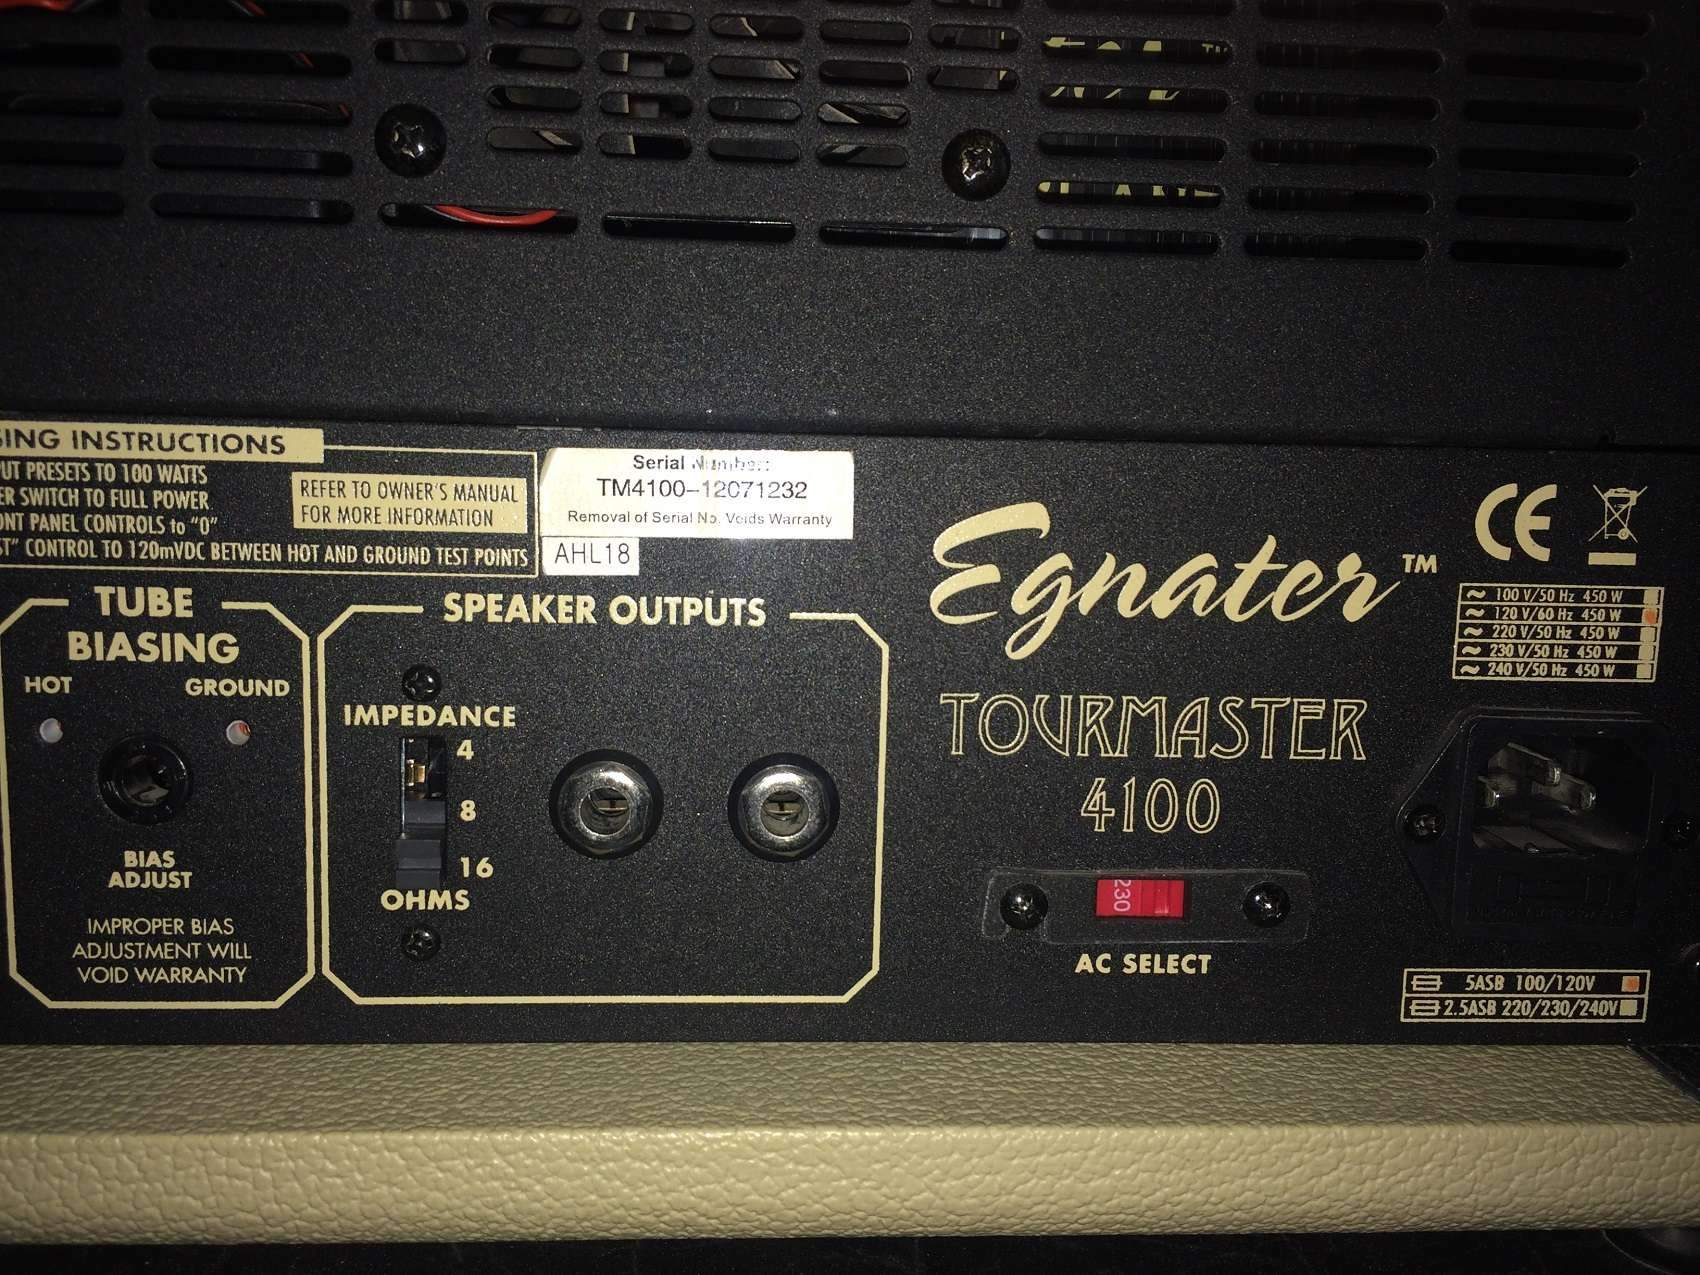 SING INSTRUCTIONS
PUT PRESETS TO 100 WATTS
ER SWITCH TO FULL POWER
ONT PANEL CONTROLS to "0"
ST" CONTROL TO 120mVDC BETWEEN HOT AND GROUND TEST POINTS
REFER TO OWNER'S MANUAL
FOR MORE INFORMATION
Serial Number:
TM4100-12071232
Removal of Serial No. Voids Warranty
AHL18
TUBE
BIASING
HOT GROUND
BIAS
ADJUST
IMPROPER BIAS
ADJUSTMENT WILL
VOID WARRANTY
SPEAKER OUTPUTS
IMPEDANCE
4
8
16
OHMS
Egnater™
TOURMASTER
4100
230
AC SELECT
CE
~ 100 V/50 Hz 450 W
~ 120 V/60 Hz 450 W
~ 220 V/50 Hz 450 W
~ 230 V/50 Hz 450 W
~ 240 V/50 Hz 450 W
5ASB 100/120V
2.5ASB 220/230/240V